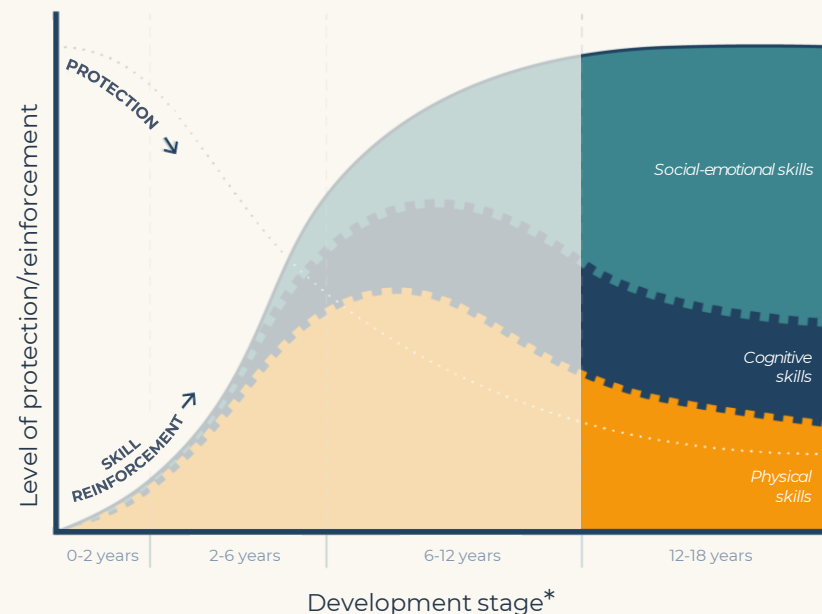 PROTECTION
Level of protection/reinforcement
Social-emotional skills
Cognitive
skills
SKILL
REINFORCEMENT
Physical
skills
0-2 years
2-6 years
6-12 years
12-18 years
Development stage*